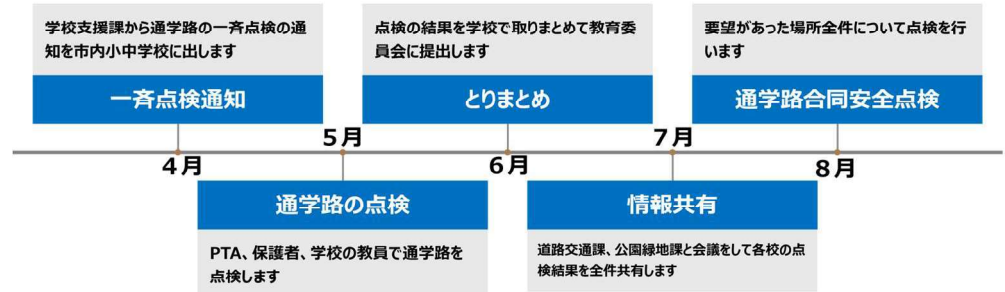 学校支援課から通学路の一斉点検の通
知を市内小中学校に出します
一斉点検通知
4月
5月
通学路の点検
PTA、保護者、学校の教員で通学路を
点検します
点検の結果を学校で取りまとめて教育委
員会に提出します
とりまとめ
6月
7月
情報共有
道路交通課、公園緑地課と会議をして各校の点
検結果を全件共有します
要望があった場所全件について点検を行
います
通学路合同安全点検
8月